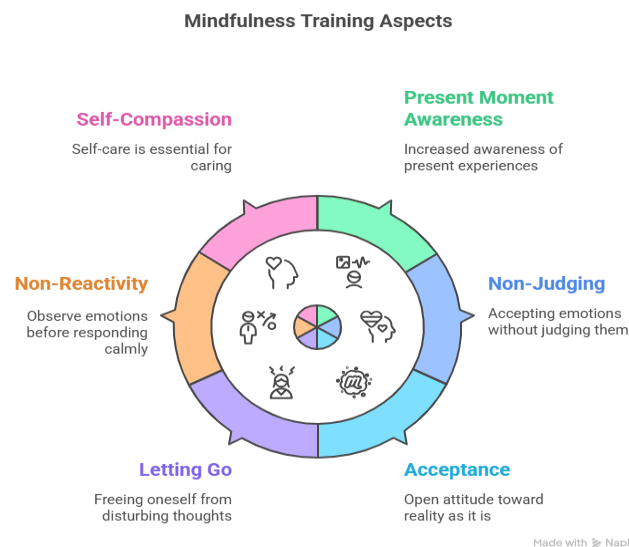 Mindfulness Training Aspects
Self-Compassion
Self-care is essential for
caring
Present Moment
Awareness
Increased awareness of
present experiences
Non-Reactivity
Observe emotions
before responding
calmly
Non-Judging
Accepting emotions
without judging them
Letting Go
Freeing oneself from
disturbing thoughts
Acceptance
Open attitude toward
reality as it is
Made with Napl